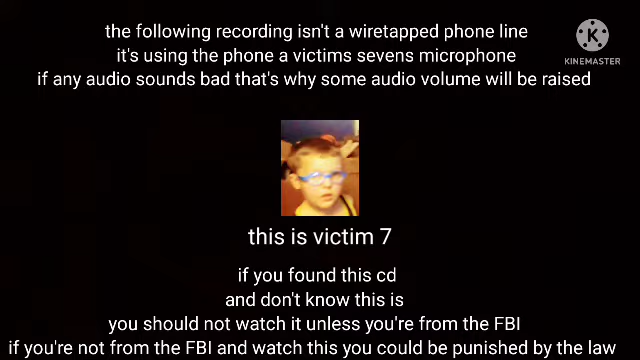 the following recording isn't a wiretapped phone line
it's using the phone a victims sevens microphone
if any audio sounds bad that's why some audio volume will be raised
KINEMASTER
this is victim 7
if you found this cd
and don't know this is
you should not watch it unless you're from the FBI
if you're not from the FBI and watch this you could be punished by the law